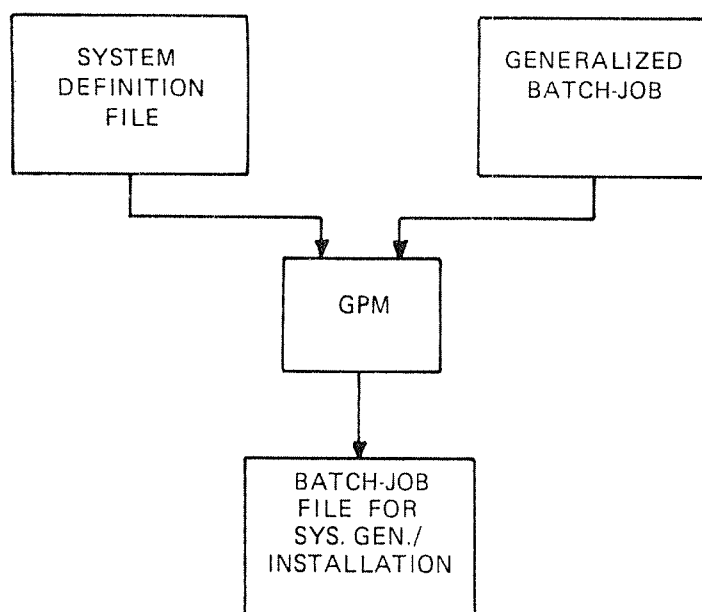 SYSTEM
DEFINITION
FILE
GENERALIZED
BATCH-JOB
GPM
BATCH-JOB
FILE FOR
SYS. GEN./
INSTALLATION